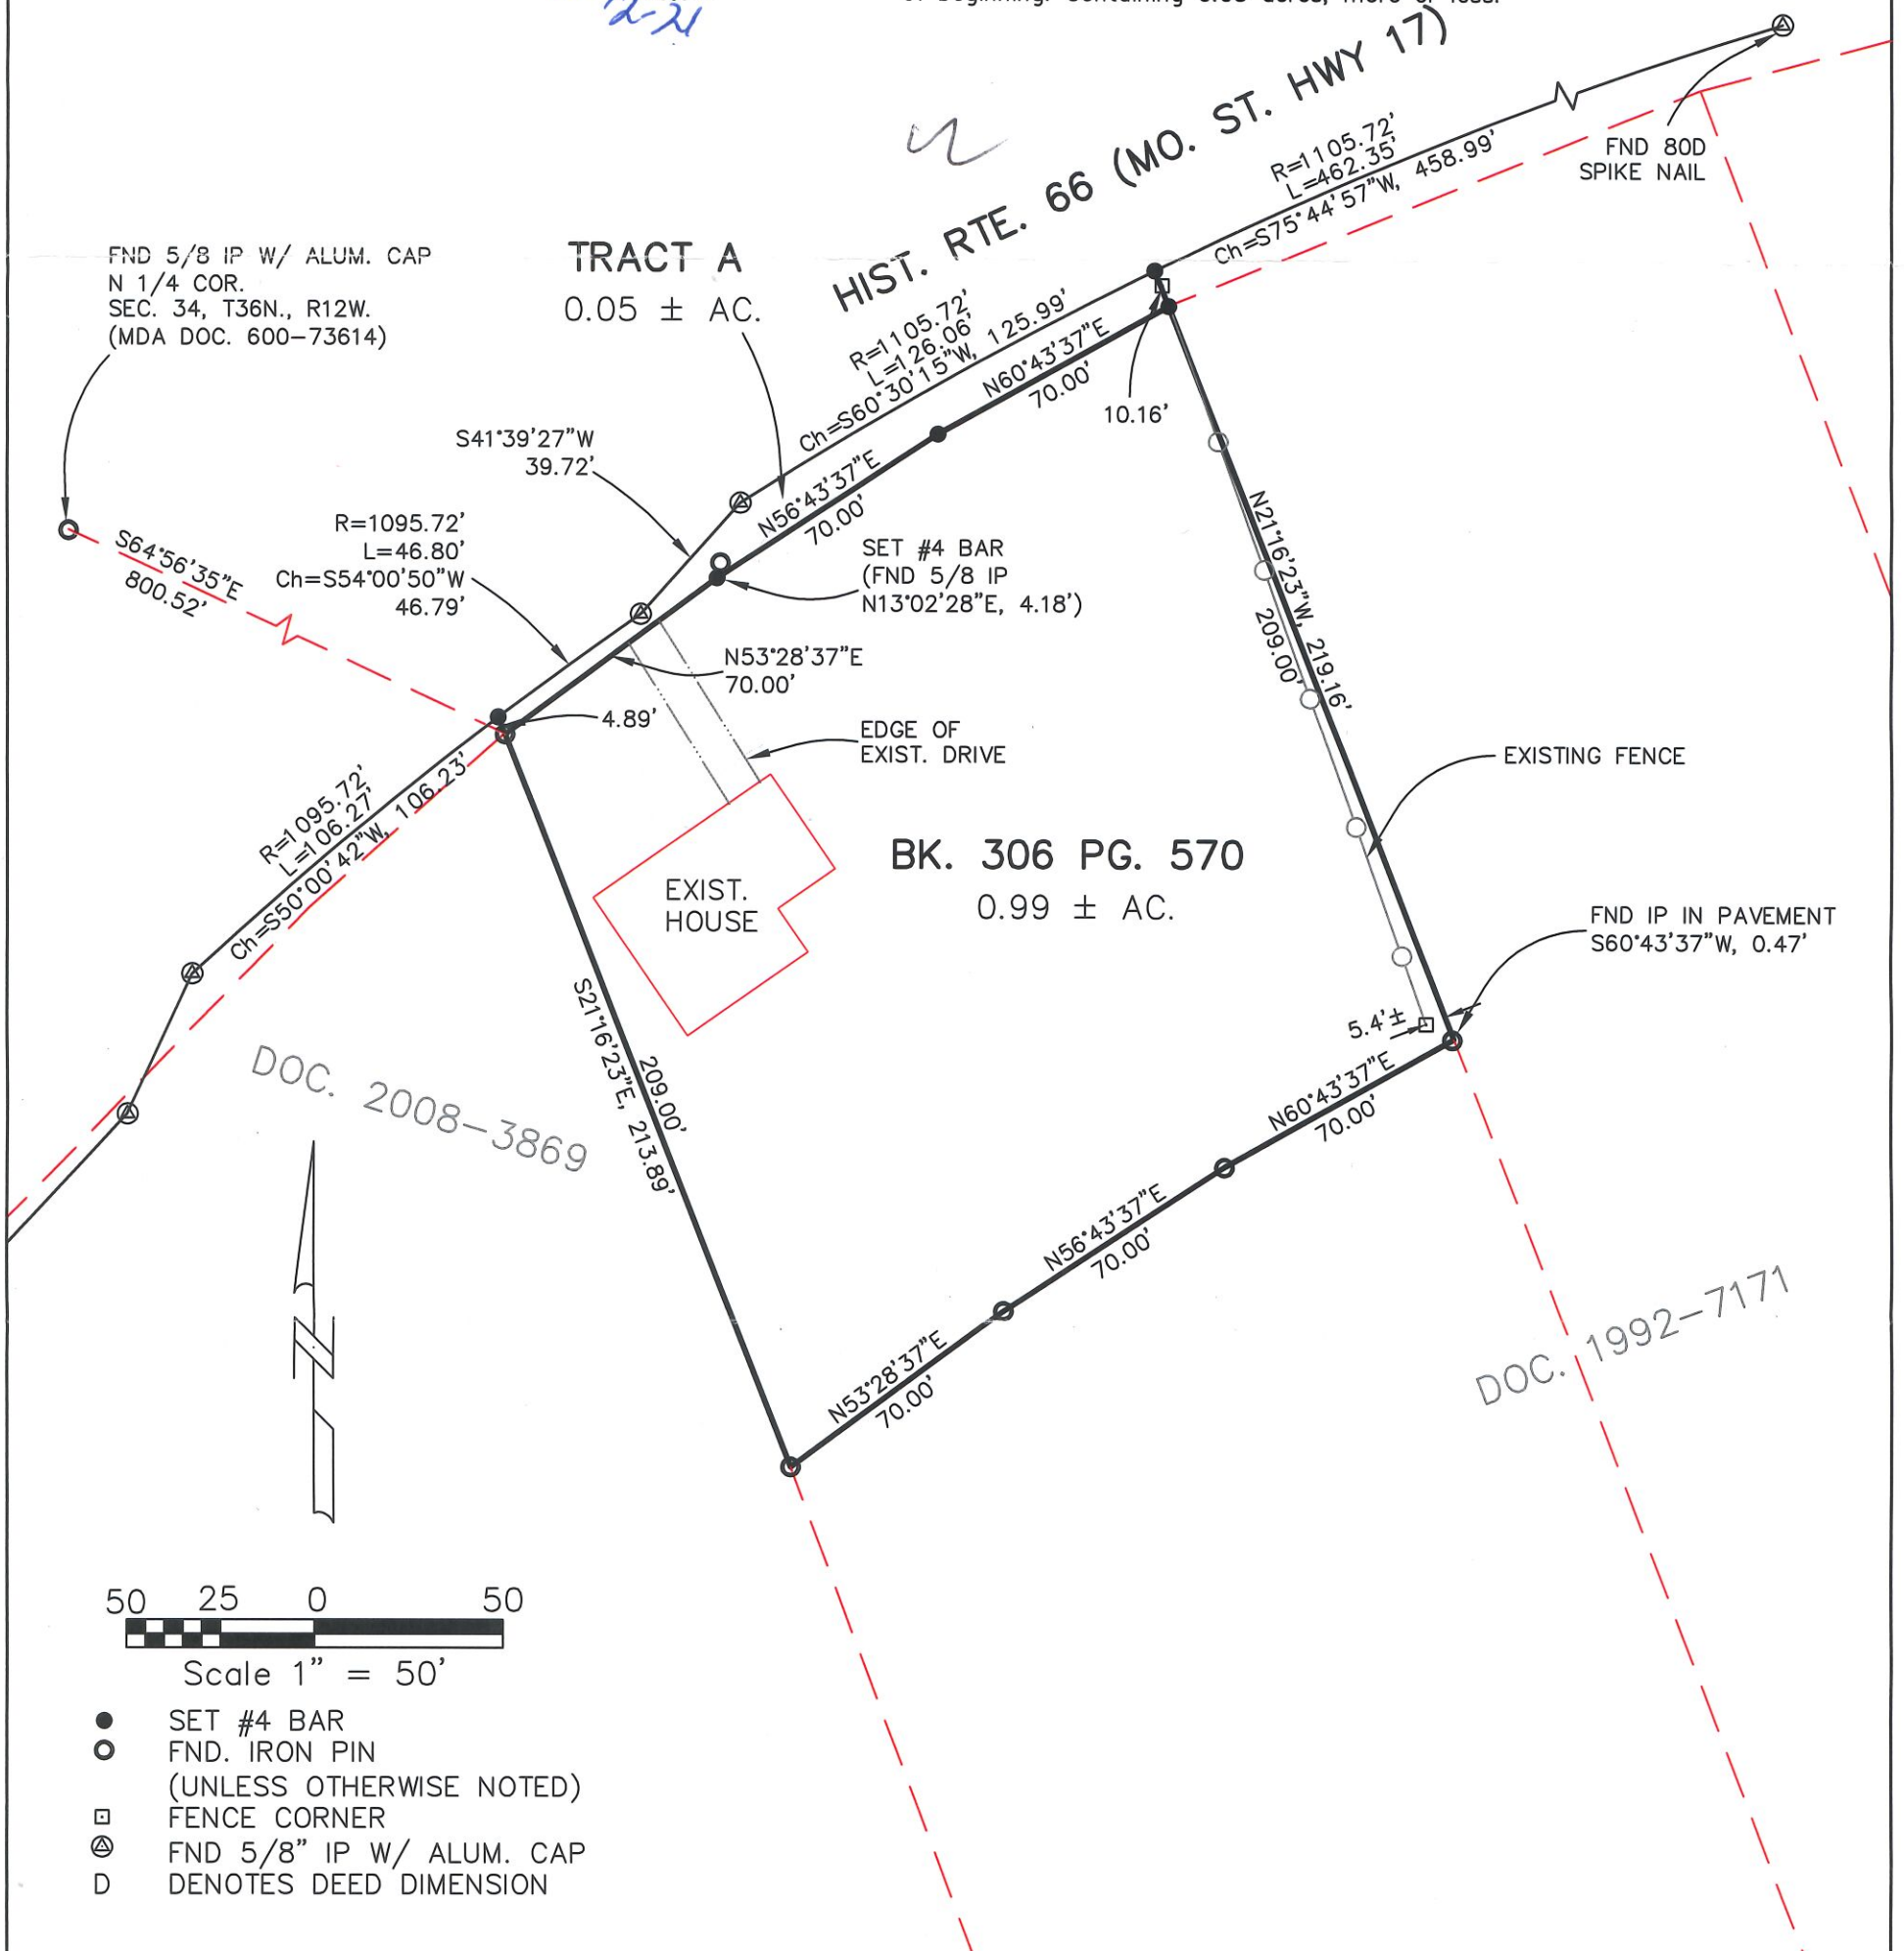 2-21
HIST. RTE. 66 (MO. ST. HWY 17)
R=1105.72'
L=462.35'
Ch=S75°44'57"W, 458.99'
FND 80D
SPIKE NAIL
FND 5/8 IP W/ ALUM. CAP
N 1/4 COR.
SEC. 34, T36N., R12W.
(MDA DOC. 600-73614)
TRACT A
0.05 ± AC.
R=1105.72'
L=126.06'
Ch=S60°30'15"W, 125.99'
N60°43'37"E
70.00'
10.16'
S41°39'27"W
39.72'
N56°43'37"E
70.00'
S64°56'35"E
800.52'
R=1095.72'
L=46.80'
Ch=S54°00'50"W
46.79'
SET #4 BAR
(FND 5/8 IP
N13°02'28"E, 4.18')
N21°16'23"W, 219.16'
209.00'
N53°28'37"E
70.00'
4.89'
EDGE OF
EXIST. DRIVE
EXISTING FENCE
R=1095.72'
L=106.27'
Ch=S50°00'42"W, 106.23'
BK. 306 PG. 570
0.99 ± AC.
EXIST.
HOUSE
FND IP IN PAVEMENT
S60°43'37"W, 0.47'
5.4'±
S21°16'23"E, 213.89'
209.00'
DOC. 2008-3869
N60°43'37"E
70.00'
N56°43'37"E
70.00'
N53°28'37"E
70.00'
DOC. 1992-7171
N
50 25 0 50
Scale 1" = 50'
SET #4 BAR
FND. IRON PIN
(UNLESS OTHERWISE NOTED)
FENCE CORNER
FND 5/8" IP W/ ALUM. CAP
D DENOTES DEED DIMENSION